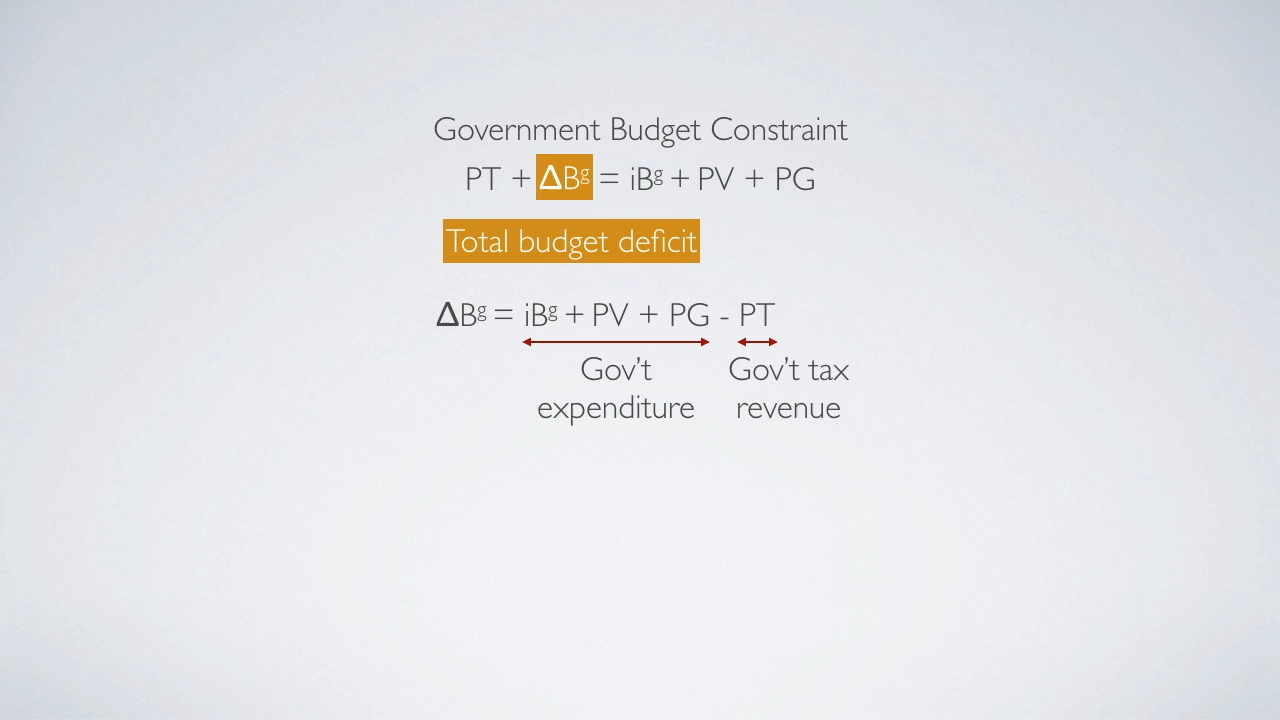 Government Budget Constraint
PT + ΔBᵍ = iBᵍ + PV + PG
Total budget deficit
ΔBᵍ = iBᵍ + PV + PG - PT
Gov’t Gov’t tax
expenditure revenue